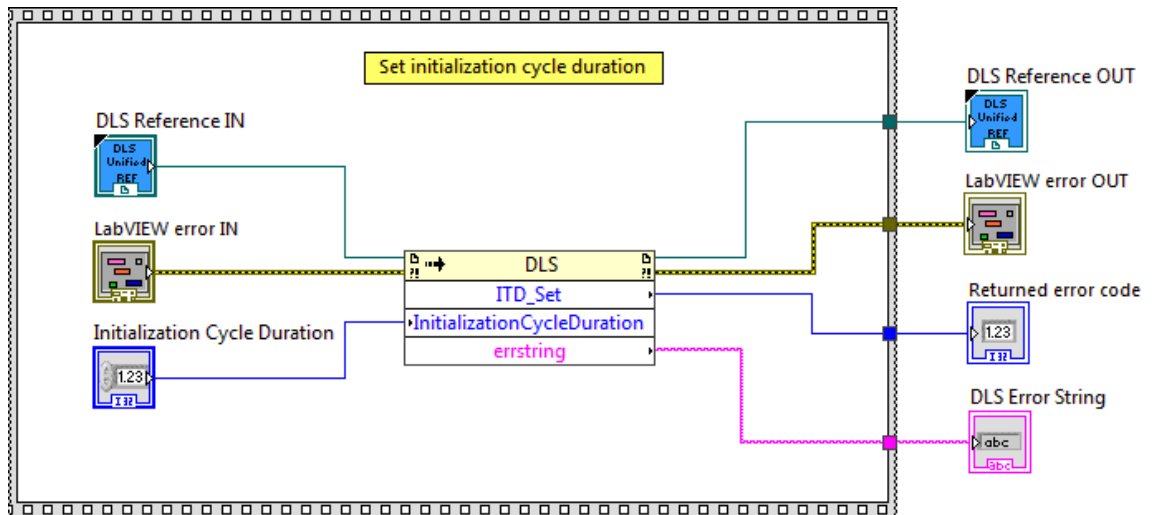 Set initialization cycle duration
DLS Reference IN
DLS
Unified
REF
LabVIEW error IN
Initialization Cycle Duration
1.23
I32
DLS
ITD_Set
InitializationCycleDuration
errstring
DLS Reference OUT
DLS
Unified
REF
LabVIEW error OUT
Returned error code
1.23
I32
DLS Error String
abc
abc